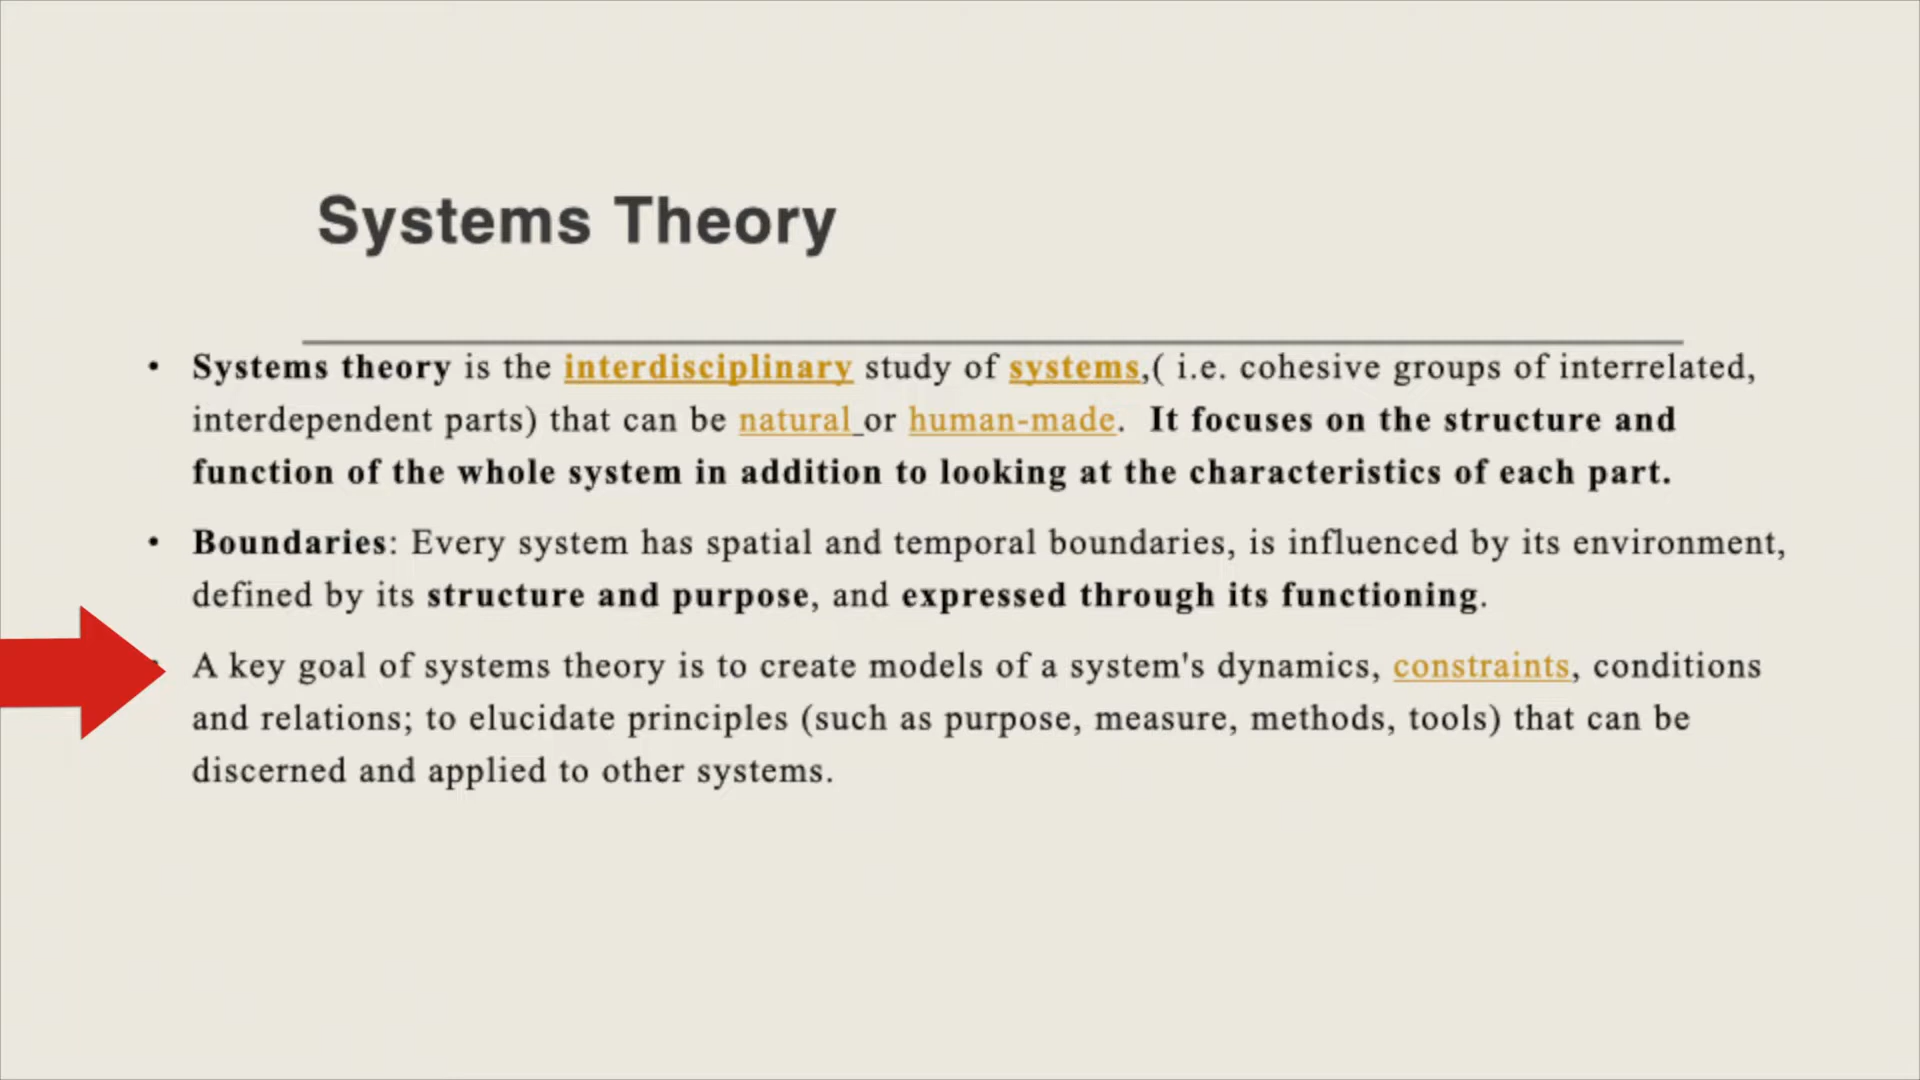 Systems Theory
• Systems theory is the interdisciplinary study of systems,( i.e. cohesive groups of interrelated,
interdependent parts) that can be natural or human-made. It focuses on the structure and
function of the whole system in addition to looking at the characteristics of each part.
• Boundaries: Every system has spatial and temporal boundaries, is influenced by its environment,
defined by its structure and purpose, and expressed through its functioning.
A key goal of systems theory is to create models of a system's dynamics, constraints, conditions
and relations; to elucidate principles (such as purpose, measure, methods, tools) that can be
discerned and applied to other systems.